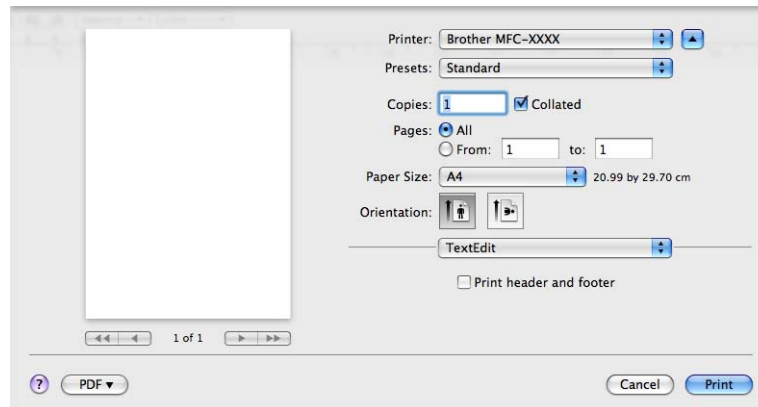 Printer: Brother MFC-XXXX
Presets: Standard
Copies: 1 Collated
Pages: All
From: 1 to: 1
Paper Size: A4 20.99 by 29.70 cm
Orientation:
TextEdit
Print header and footer
1 of 1
? PDF Cancel Print